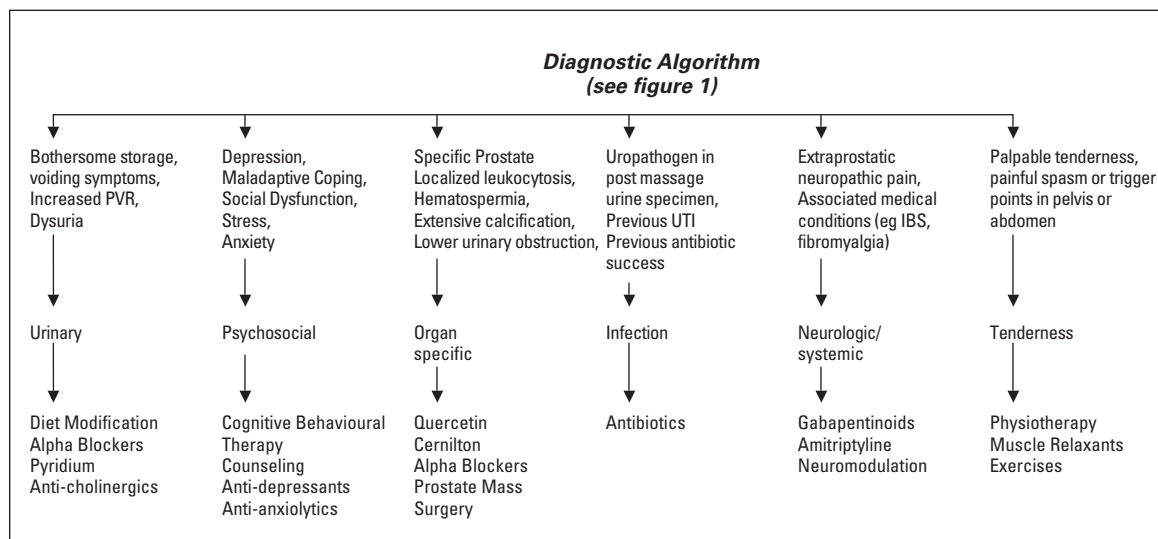 Diagnostic Algorithm
(see figure 1)
Bothersome storage,
voiding symptoms,
Increased PVR,
Dysuria
Depression,
Maladaptive Coping,
Social Dysfunction,
Stress,
Anxiety
Specific Prostate
Localized leukocytosis,
Hematospermia,
Extensive calcification,
Lower urinary obstruction,
Uropathogen in
post massage
urine specimen,
Previous UTI
Previous antibiotic
success
Extraprostatic
neuropathic pain,
Associated medical
conditions (eg IBS,
fibromyalgia)
Palpable tenderness,
painful spasm or trigger
points in pelvis or
abdomen
Urinary
Psychosocial
Organ
specific
Infection
Neurologic/
systemic
Tenderness
Diet Modification
Alpha Blockers
Pyridium
Anti-cholinergics
Cognitive Behavioural
Therapy
Counseling
Anti-depressants
Anti-anxiolytics
Quercetin
Cernilton
Alpha Blockers
Prostate Mass
Surgery
Antibiotics
Gabapentinoids
Amitriptyline
Neuromodulation
Physiotherapy
Muscle Relaxants
Exercises